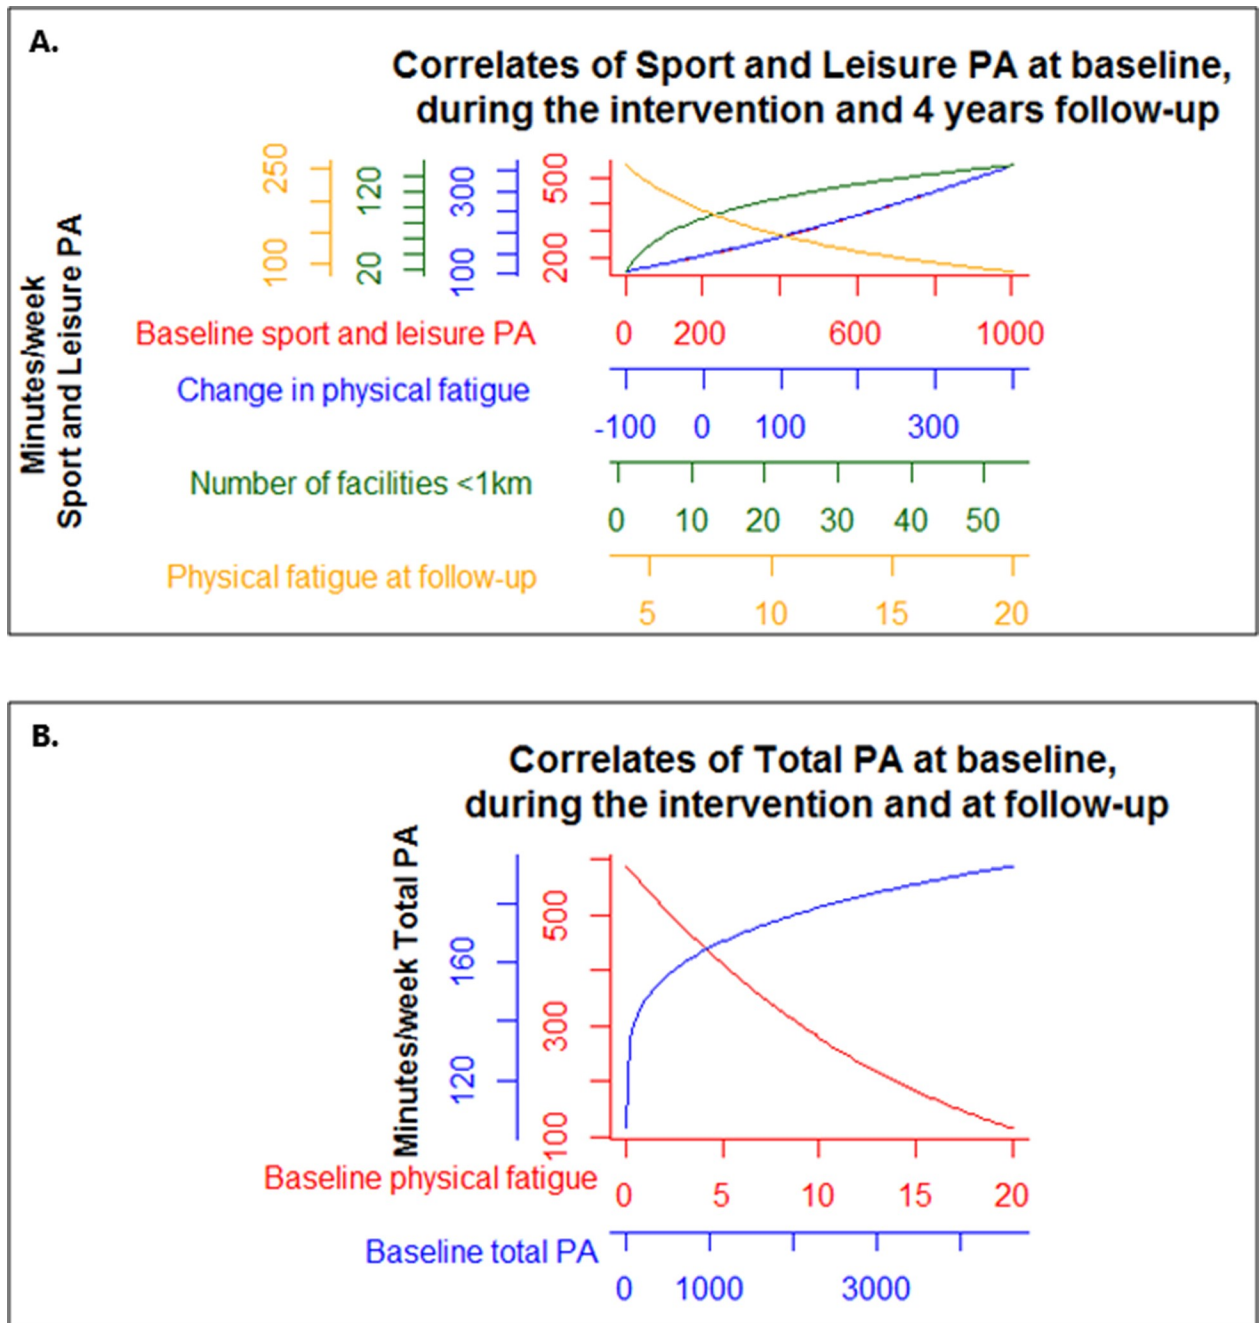 A.
Correlates of Sport and Leisure PA at baseline,
during the intervention and 4 years follow-up
Minutes/week
Sport and Leisure PA
250
100
120
20
300
100
500
200
Baseline sport and leisure PA
0 200 600 1000
Change in physical fatigue
-100 0 100 300
Number of facilities <1km
0 10 20 30 40 50
Physical fatigue at follow-up
5 10 15 20
B.
Correlates of Total PA at baseline,
during the intervention and at follow-up
Minutes/week Total PA
160
120
500
300
100
Baseline physical fatigue
0 5 10 15 20
Baseline total PA
0 1000 3000